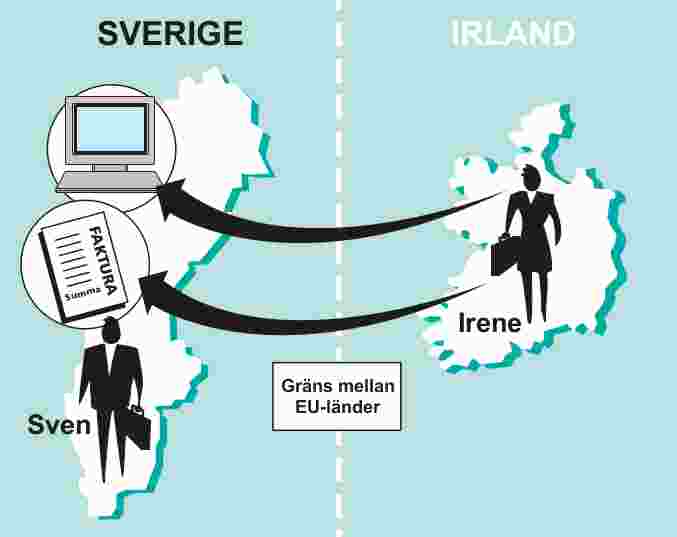 SVERIGE
IRLAND
FAKTURA
Summa
Irene
Gräns mellan
EU-länder
Sven